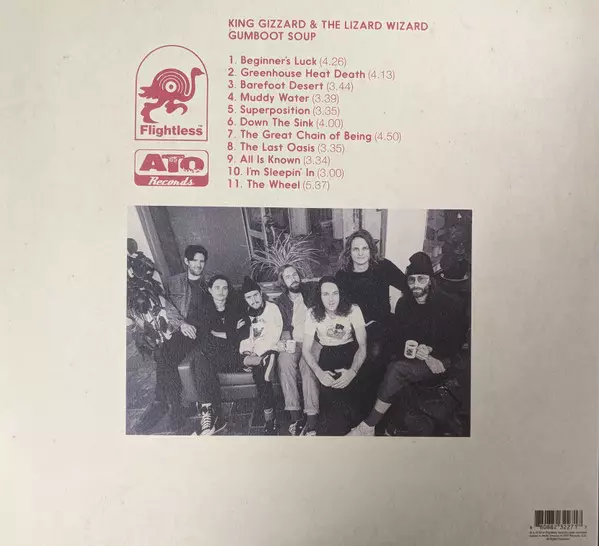 KING GIZZARD & THE LIZARD WIZARD
GUMBOOT SOUP
1. Beginner's Luck (4.26)
2. Greenhouse Heat Death (4.13)
3. Barefoot Desert (3.44)
4. Muddy Water (3.39)
5. Superposition (3.35)
6. Down The Sink (4.00)
7. The Great Chain of Being (4.50)
8. The Last Oasis (3.35)
9. All Is Known (3.34)
10. I'm Sleepin' In (3.00)
11. The Wheel (5.37)
Flightless™
ATO
Records